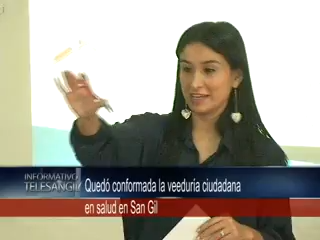 INFORMATIVO
TELESANGIL
Quedó conformada la veeduría ciudadana
en salud en San Gil